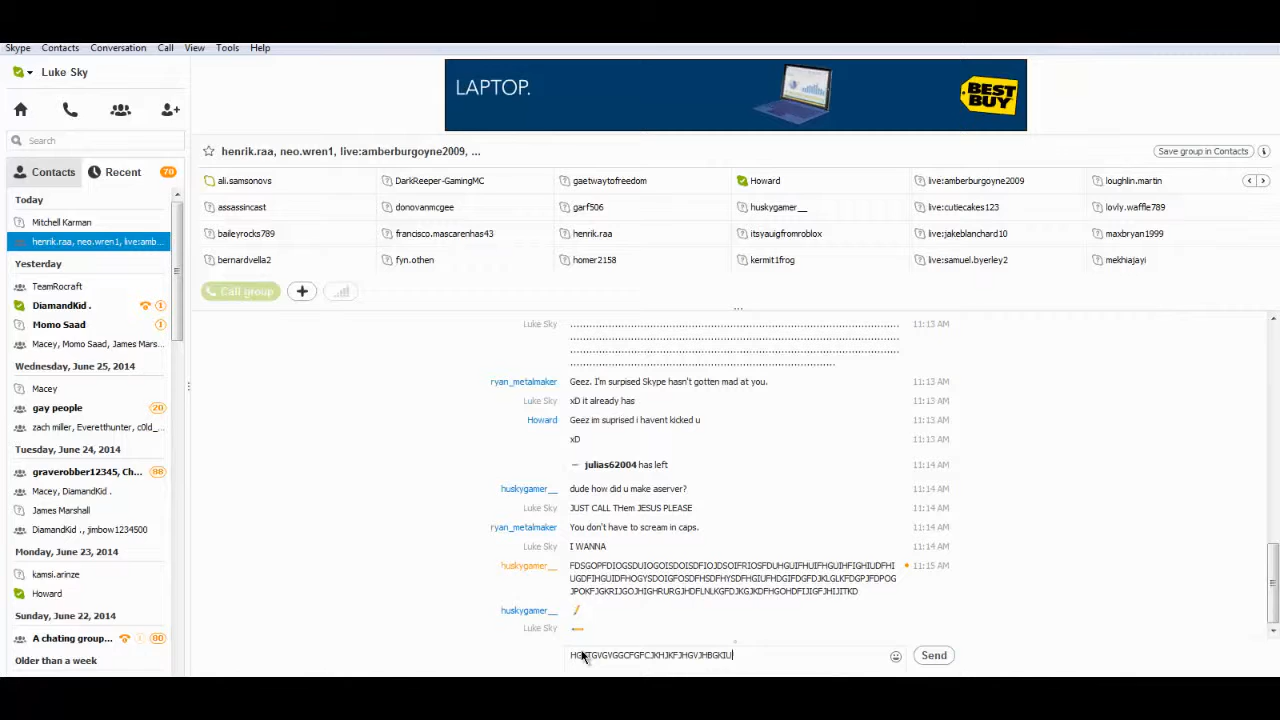 Skype Contacts Conversation Call View Tools Help
Luke Sky
LAPTOP.
BEST BUY
Search
Contacts Recent 70
henrik.raa, neo.wren1, live:amberburgoyne2009, ...
Save group in Contacts
ali.samsonovs DarkReeper-GamingMC gaetwaytofreedom Howard live:amberburgoyne2009 loughlin.martin
assassincast donovanmcgee garf506 huskygamer__ live:cutiecakes123 lovly.waffle789
baileyrocks789 francisco.mascarenhas43 henrik.raa itsyauigfromroblox live:jakeblanchard10 maxbryan1999
bernardvella2 fyn.othen homer2158 kermit1frog live:samuel.byerley2 mekhiajayi
Call group
Today
Mitchell Karman
henrik.raa, neo.wren1, live:amb...
Yesterday
TeamRocraft
DiamandKid . 1
Momo Saad 1
Macey, Momo Saad, James Mars...
Wednesday, June 25, 2014
Macey
gay people 20
zach miller, Everetthunter, c0ld_...
Tuesday, June 24, 2014
graverobber12345, Ch... 88
Macey, DiamandKid .
James Marshall
DiamandKid ., jimbow1234500
Monday, June 23, 2014
kamsi.arinze
Howard
Sunday, June 22, 2014
A chating group... 80
Older than a week
Luke Sky 11:13 AM
ryan_metalmaker Geez. I'm surpised Skype hasn't gotten mad at you. 11:13 AM
Luke Sky xD it already has 11:13 AM
Howard Geez im suprised i havent kicked u 11:13 AM
xD 11:13 AM
julias62004 has left 11:14 AM
huskygamer__ dude how did u make aserver? 11:14 AM
Luke Sky JUST CALL THem JESUS PLEASE 11:14 AM
ryan_metalmaker You don't have to scream in caps. 11:14 AM
Luke Sky I WANNA 11:14 AM
huskygamer__ 11:15 AM
huskygamer__
Luke Sky
Send